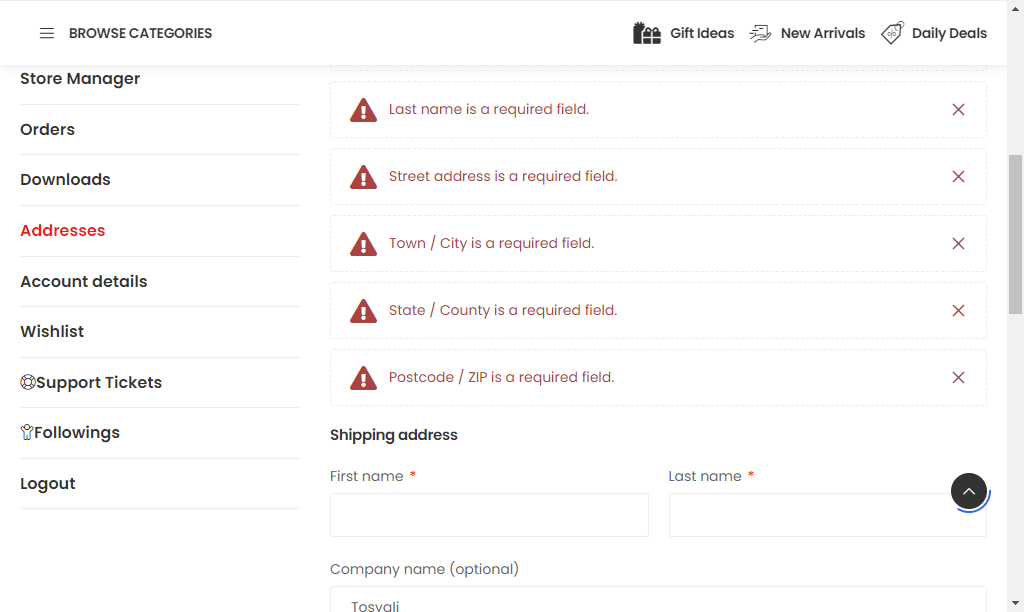 BROWSE CATEGORIES
Gift Ideas
New Arrivals
Daily Deals
Store Manager
Orders
Downloads
Addresses
Account details
Wishlist
Support Tickets
Followings
Logout
Last name is a required field.
Street address is a required field.
Town / City is a required field.
State / County is a required field.
Postcode / ZIP is a required field.
Shipping address
First name *
Last name *
Company name (optional)
Tosyali